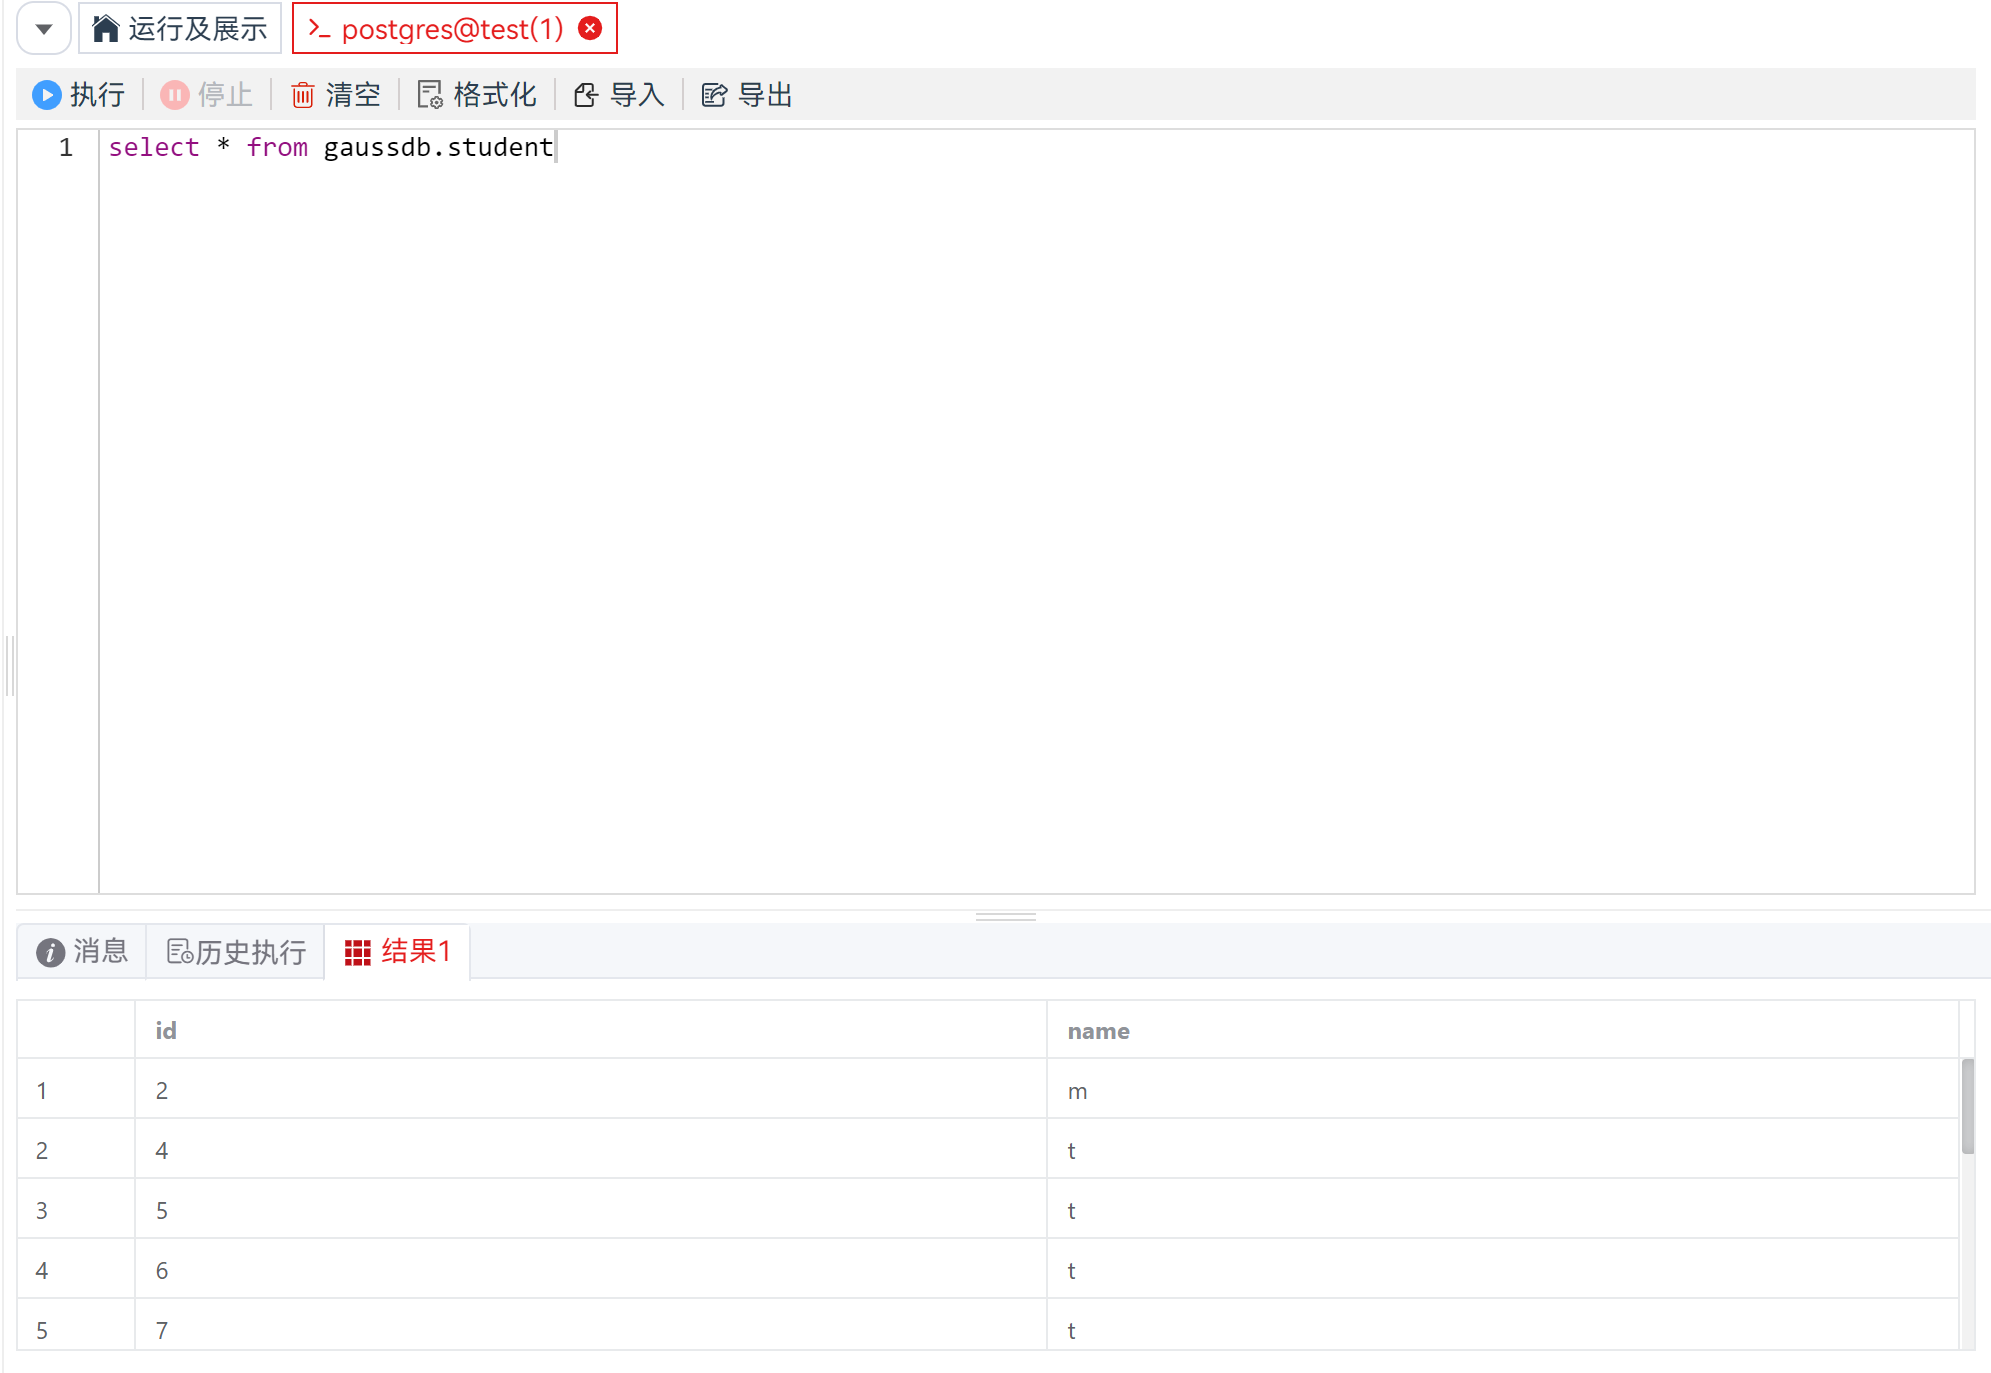 运行及展示 >_ postgres@test(1)
执行 停止 清空 格式化 导入 导出
1 select * from gaussdb.student
消息 历史执行 结果1
id name
1 2 m
2 4 t
3 5 t
4 6 t
5 7 t